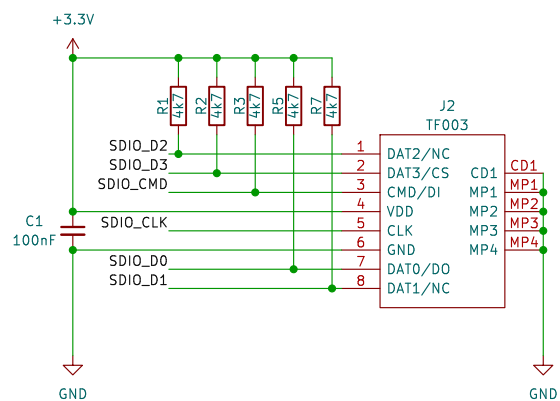 +3.3V
R1 4k7
R2 4k7
R3 4k7
R5 4k7
R7 4k7
J2
TF003
SDIO_D2 1 DAT2/NC
SDIO_D3 2 DAT3/CS CD1 CD1
SDIO_CMD 3 CMD/DI MP1 MP1
4 VDD MP2 MP2
SDIO_CLK 5 CLK MP3 MP3
6 GND MP4 MP4
SDIO_D0 7 DAT0/DO
SDIO_D1 8 DAT1/NC
C1
100nF
GND
GND